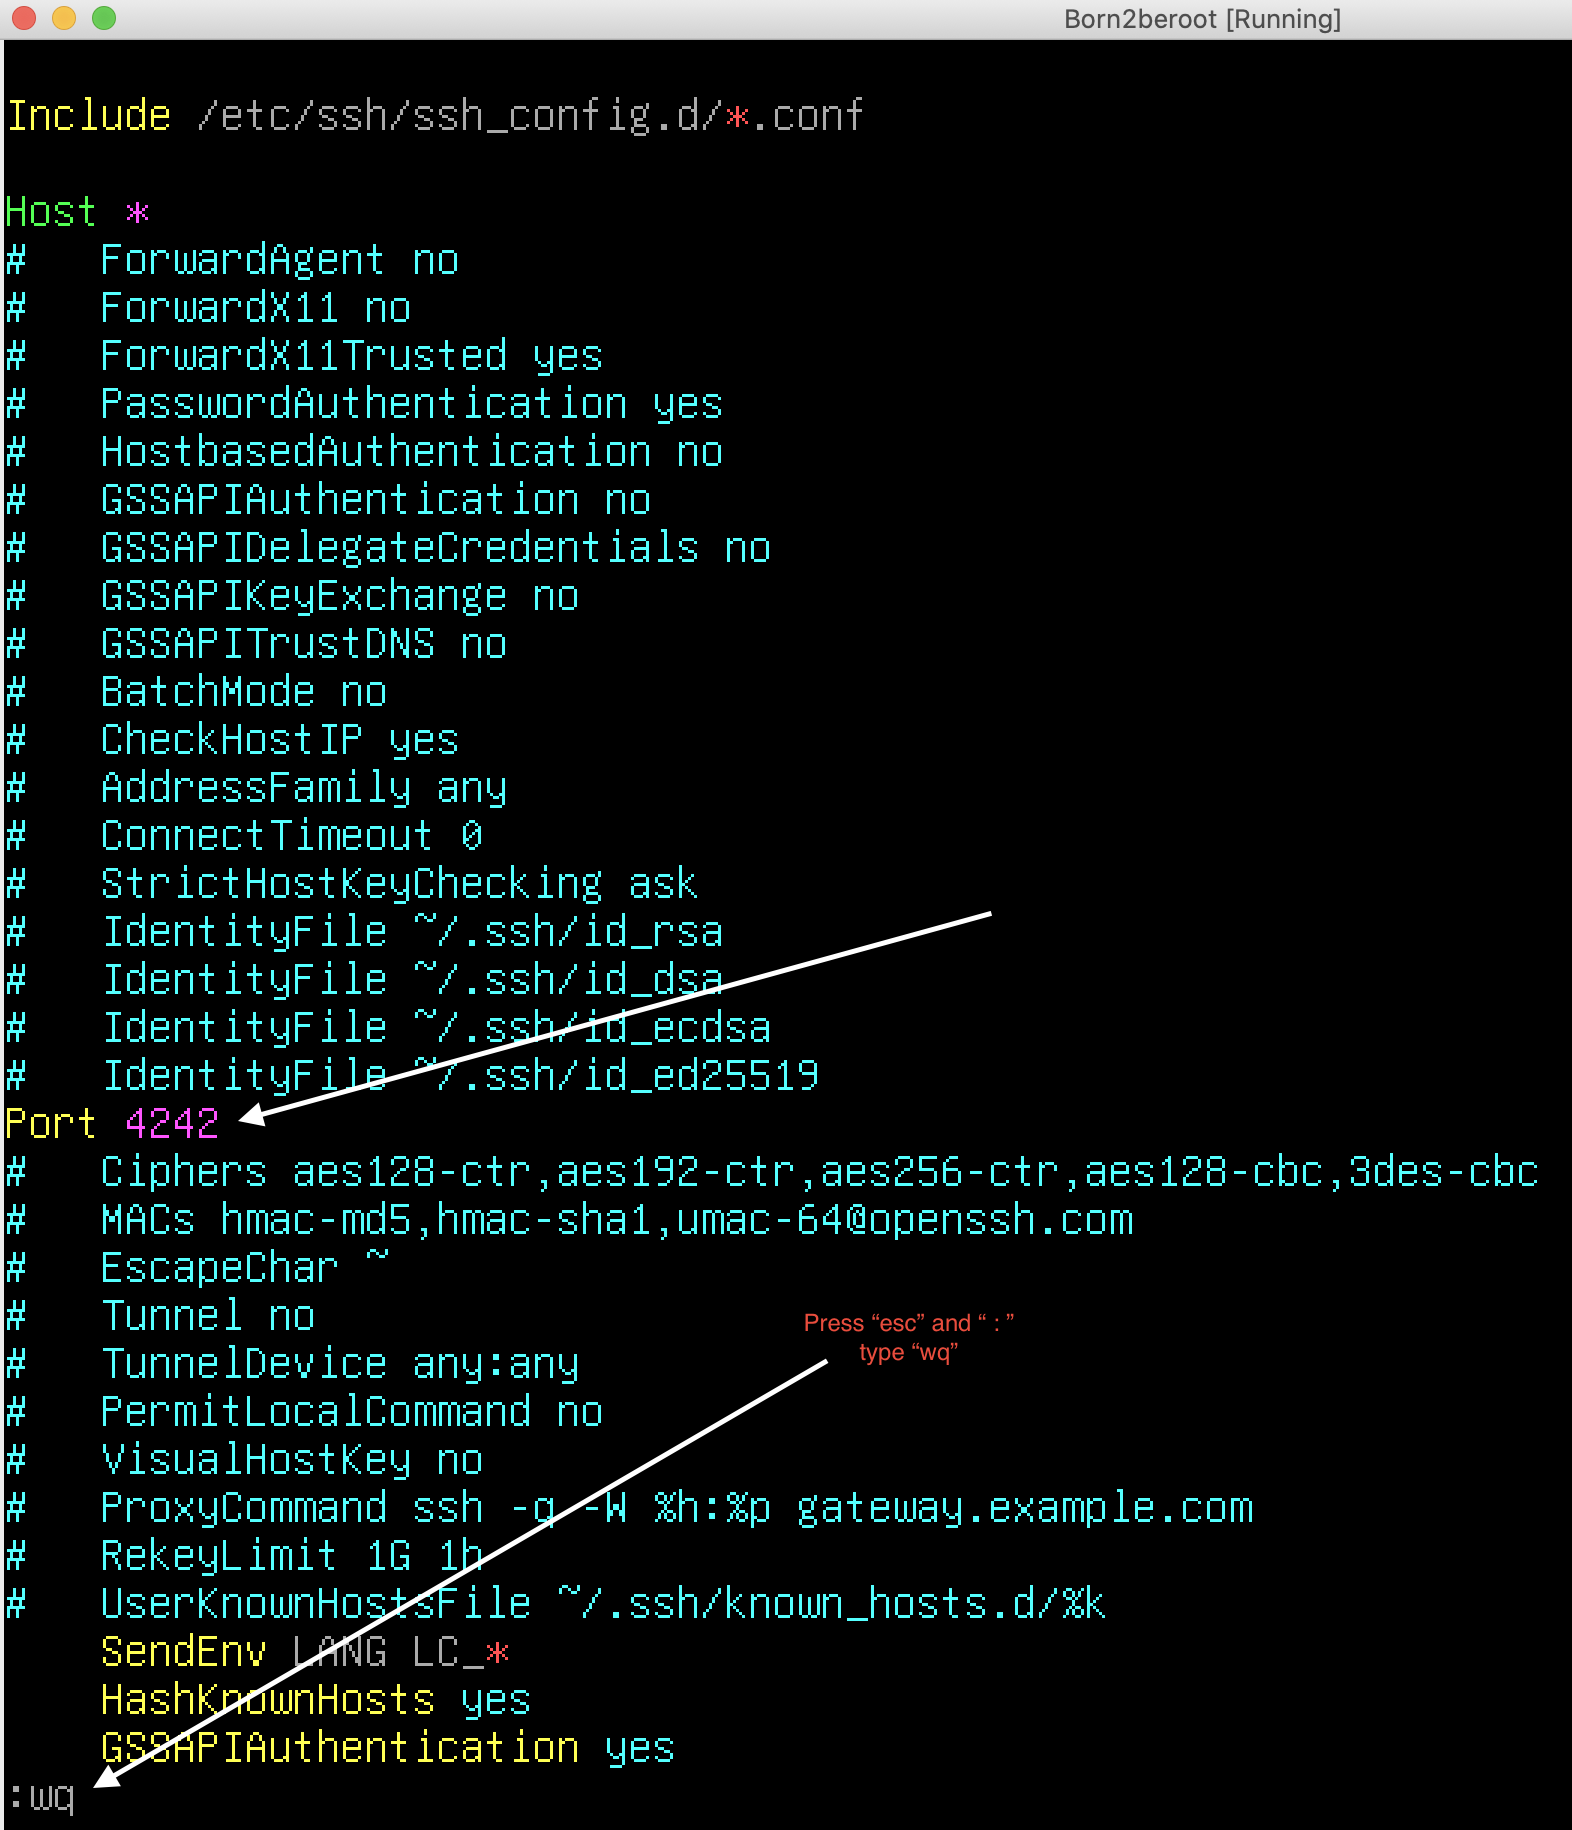 Born2beroot [Running]
Include /etc/ssh/ssh_config.d/*.conf
Host *
#   ForwardAgent no
#   ForwardX11 no
#   ForwardX11Trusted yes
#   PasswordAuthentication yes
#   HostbasedAuthentication no
#   GSSAPIAuthentication no
#   GSSAPIDelegateCredentials no
#   GSSAPIKeyExchange no
#   GSSAPITrustDNS no
#   BatchMode no
#   CheckHostIP yes
#   AddressFamily any
#   ConnectTimeout 0
#   StrictHostKeyChecking ask
#   IdentityFile ~/.ssh/id_rsa
#   IdentityFile ~/.ssh/id_dsa
#   IdentityFile ~/.ssh/id_ecdsa
#   IdentityFile ~/.ssh/id_ed25519
Port 4242
#   Ciphers aes128-ctr,aes192-ctr,aes256-ctr,aes128-cbc,3des-cbc
#   MACs hmac-md5,hmac-sha1,umac-64@openssh.com
#   EscapeChar ~
#   Tunnel no
Press “esc” and “ : ”
type “wq”
#   TunnelDevice any:any
#   PermitLocalCommand no
#   VisualHostKey no
#   ProxyCommand ssh -q -W %h:%p gateway.example.com
#   RekeyLimit 1G 1h
#   UserKnownHostsFile ~/.ssh/known_hosts.d/%k
    SendEnv LANG LC_*
    HashKnownHosts yes
    GSSAPIAuthentication yes
:wq